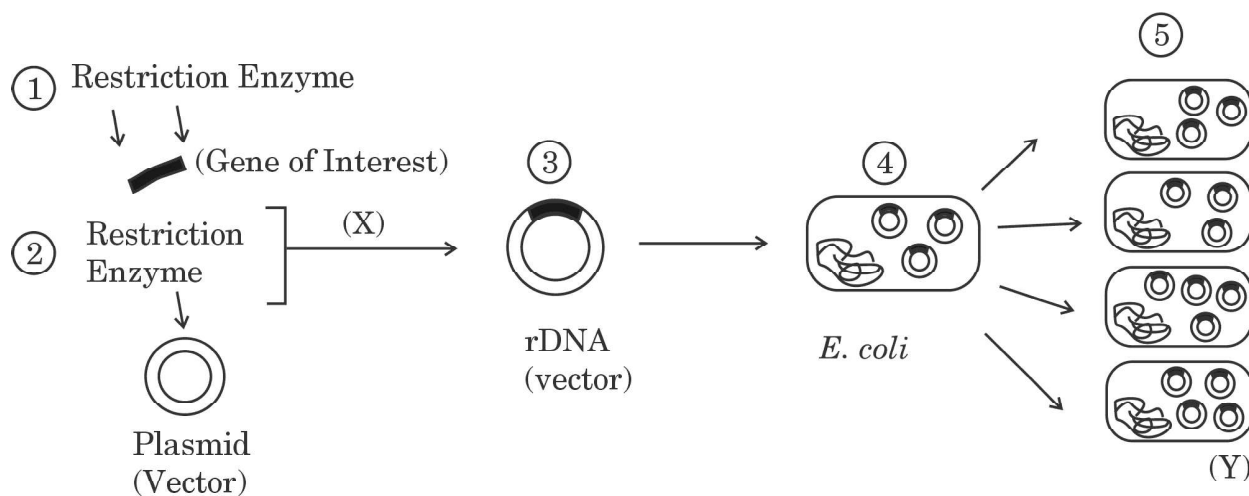 ① Restriction Enzyme
(Gene of Interest)
② Restriction
Enzyme
Plasmid
(Vector)
(X)
③
rDNA
(vector)
④
E. coli
⑤
(Y)